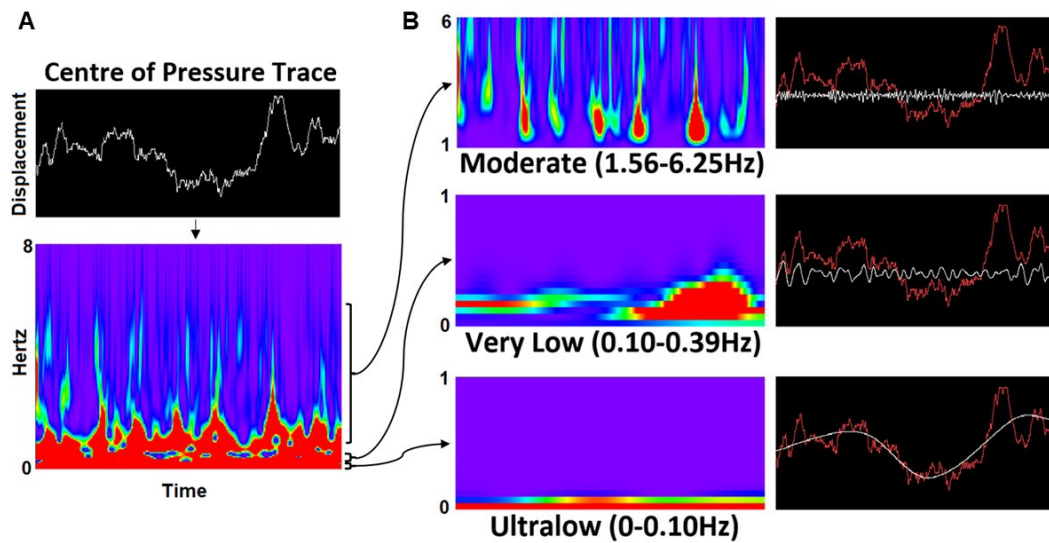 A
Centre of Pressure Trace
Displacement
8
Hertz
0
Time
B
6
1
Moderate (1.56-6.25Hz)
1
0
Very Low (0.10-0.39Hz)
1
0
Ultralow (0-0.10Hz)